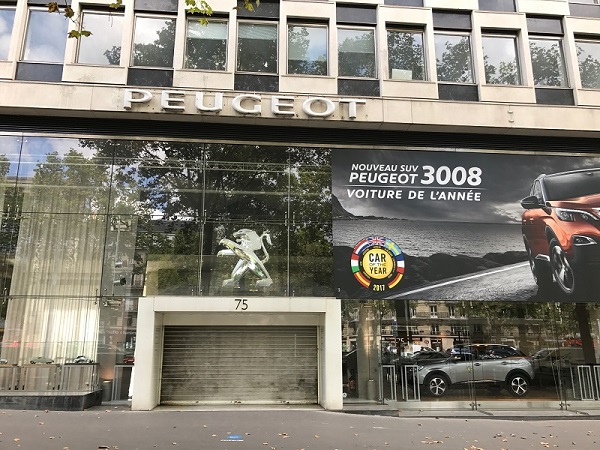 PEUGEOT
NOUVEAU SUV
PEUGEOT 3008
VOITURE DE L'ANNÉE
CAR
OF THE
YEAR
2017
75